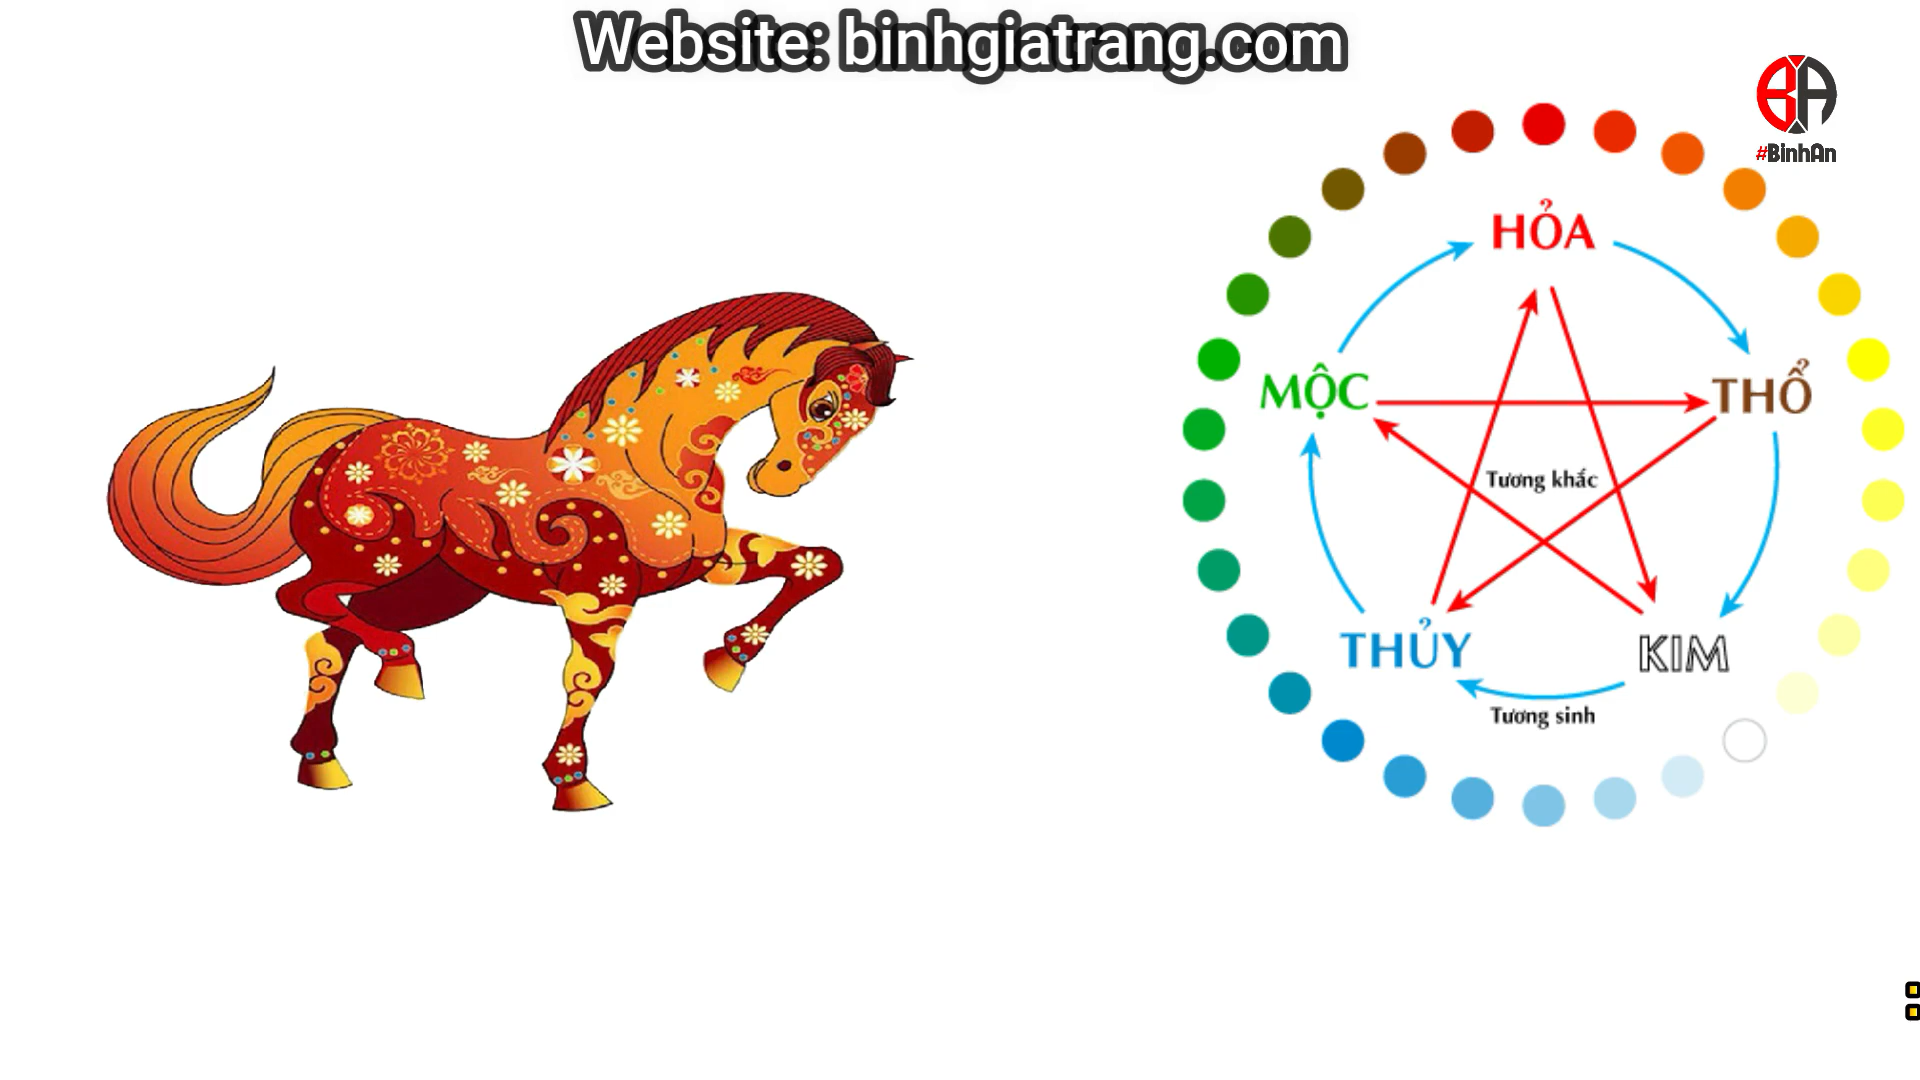 Website: binhgiatrang.com
#BinhAn
HỎA
MỘC
THỔ
Tương khắc
THỦY
KIM
Tương sinh